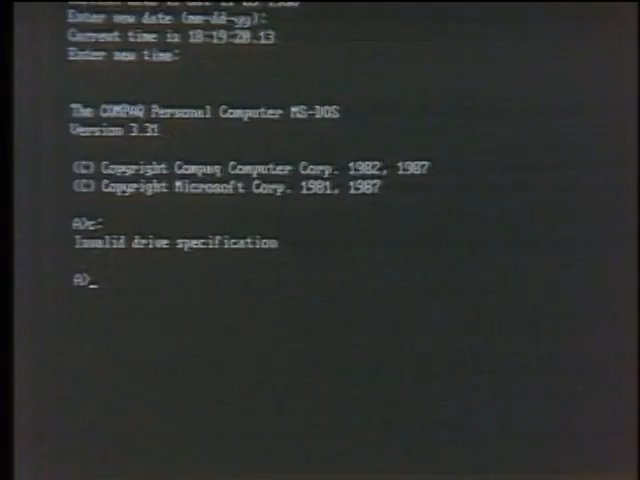 Enter new date (mm-dd-yy):
Current time is 18:19:20.13
Enter new time:
The COMPAQ Personal Computer MS-DOS
Version 3.31
(C) Copyright Compaq Computer Corp. 1982, 1987
(C) Copyright Microsoft Corp. 1981, 1987
A>c:
Invalid drive specification
A>_